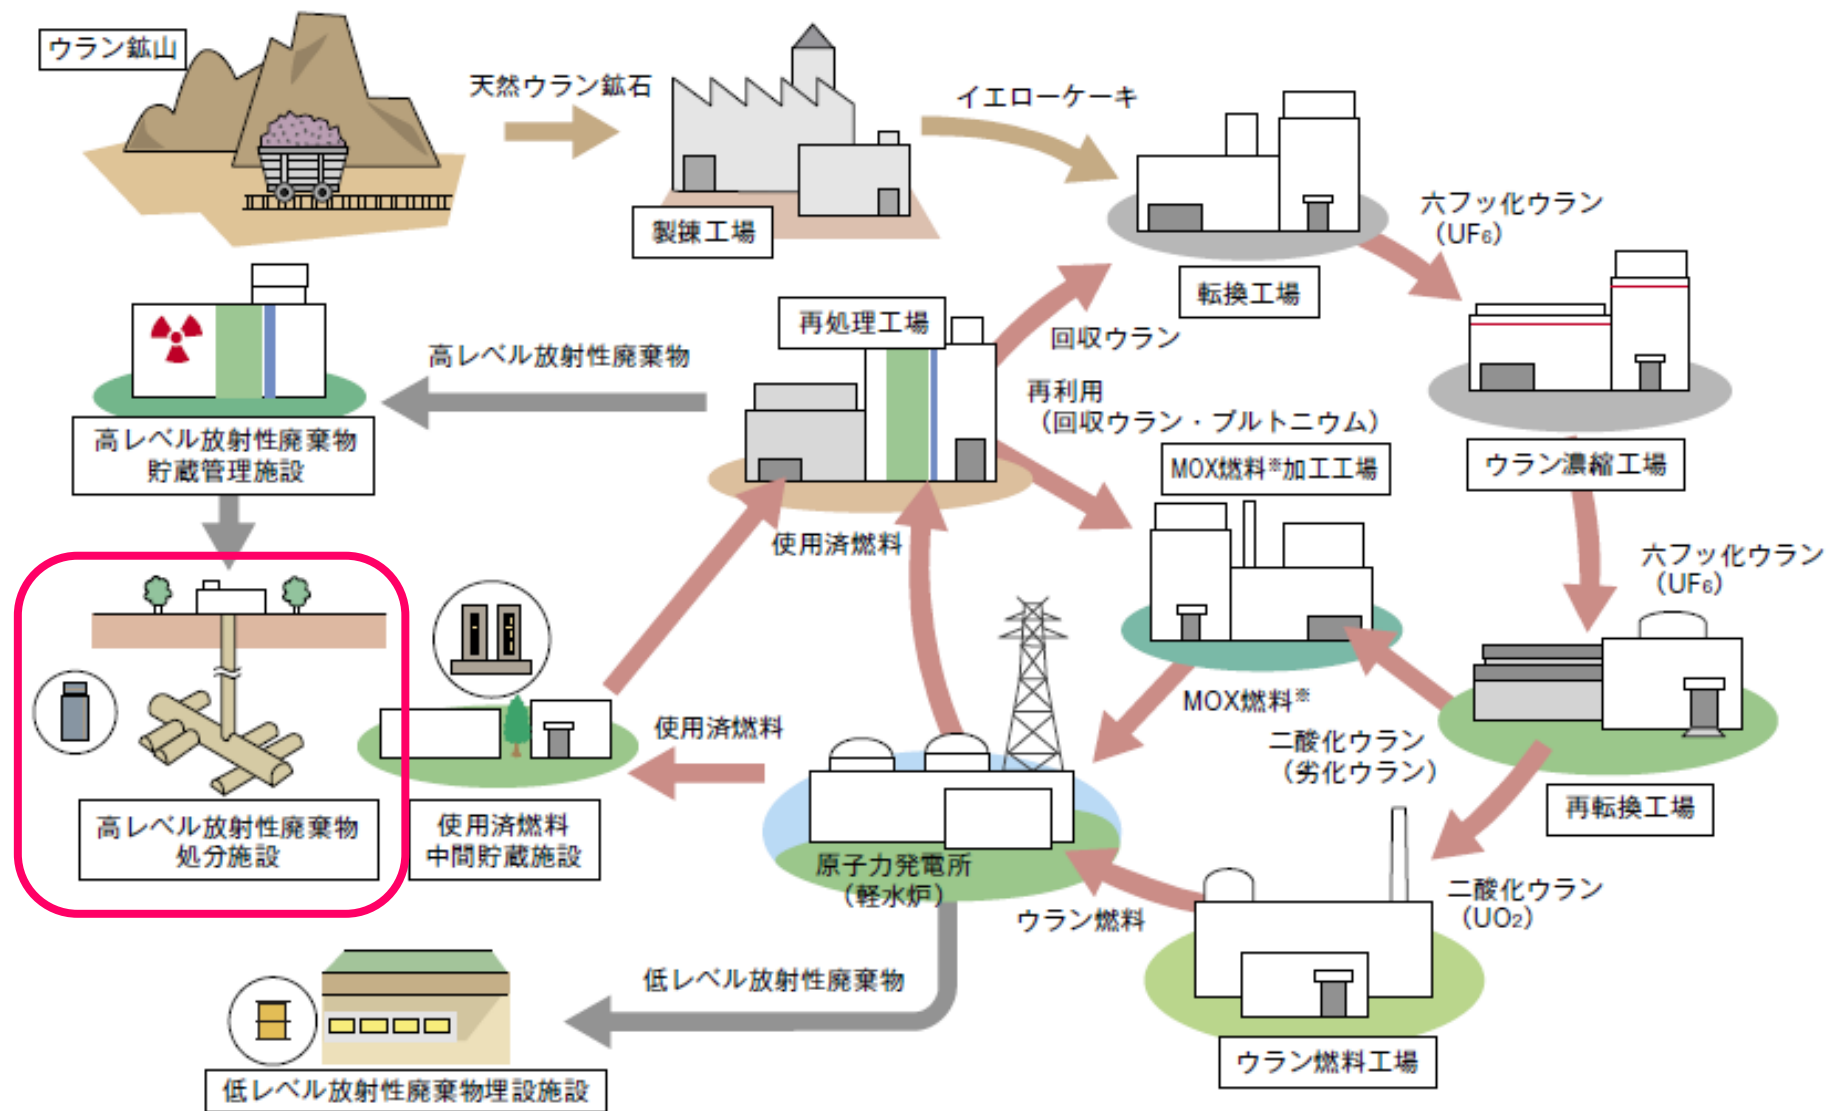 ウラン鉱山
天然ウラン鉱石
イエローケーキ
製錬工場
六フッ化ウラン
（UF₆）
転換工場
再処理工場
回収ウラン
高レベル放射性廃棄物
再利用
（回収ウラン・プルトニウム）
高レベル放射性廃棄物
貯蔵管理施設
MOX燃料※加工工場
ウラン濃縮工場
使用済燃料
六フッ化ウラン
（UF₆）
MOX燃料※
使用済燃料
二酸化ウラン
（劣化ウラン）
再転換工場
高レベル放射性廃棄物
処分施設
使用済燃料
中間貯蔵施設
原子力発電所
（軽水炉）
二酸化ウラン
（UO₂）
ウラン燃料
低レベル放射性廃棄物
ウラン燃料工場
低レベル放射性廃棄物埋設施設